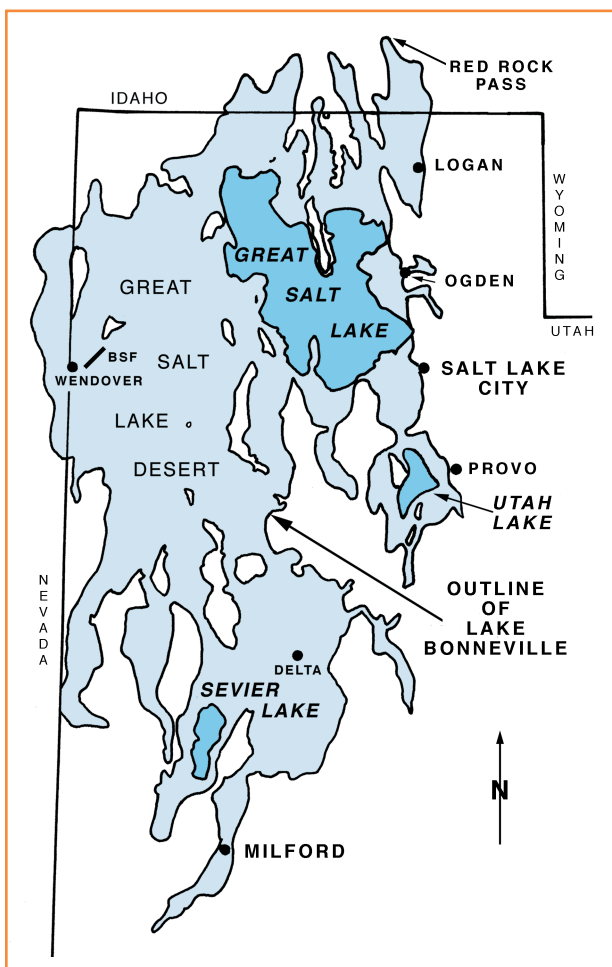 RED ROCK
PASS
IDAHO
LOGAN
WYOMING
GREAT
SALT
LAKE
OGDEN
UTAH
GREAT
SALT
LAKE
DESERT
BSF
WENDOVER
SALT LAKE
CITY
PROVO
UTAH
LAKE
NEVADA
OUTLINE
OF
LAKE
BONNEVILLE
DELTA
SEVIER
LAKE
N
MILFORD